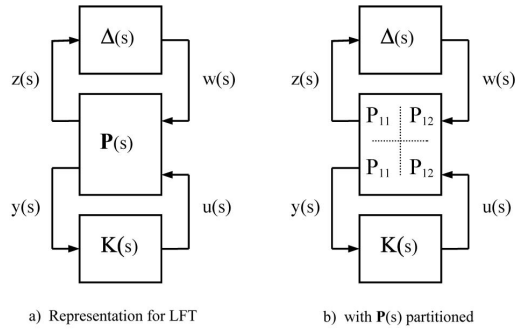 Δ(s)
z(s)
w(s)
P(s)
y(s)
u(s)
K(s)
a) Representation for LFT
Δ(s)
z(s)
w(s)
P11 P12
P11 P12
y(s)
u(s)
K(s)
b) with P(s) partitioned